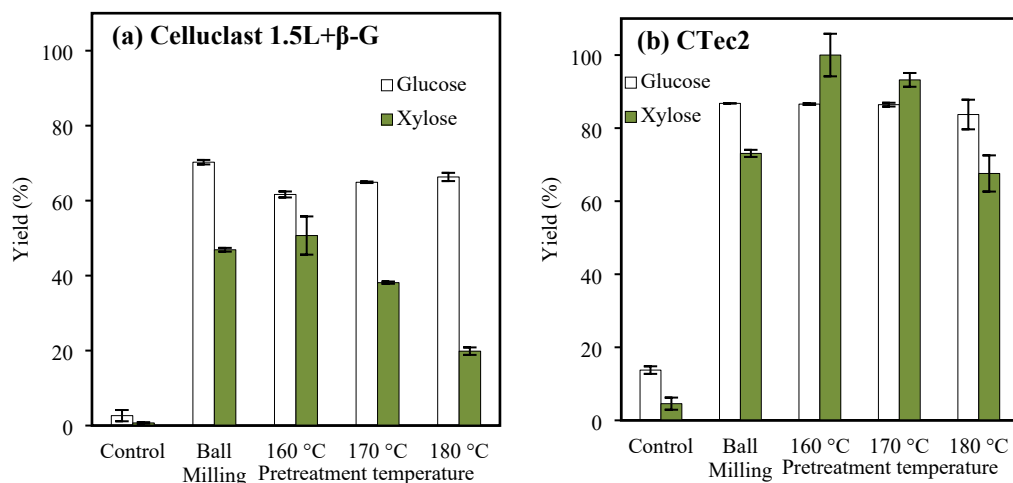 (a) Celluclast 1.5L+β-G
Glucose
Xylose
Yield (%)
100
80
60
40
20
0
Control
Ball
Milling
160 °C
170 °C
180 °C
Pretreatment temperature
(b) CTec2
Glucose
Xylose
Yield (%)
100
80
60
40
20
0
Control
Ball
Milling
160 °C
170 °C
180 °C
Pretreatment temperature